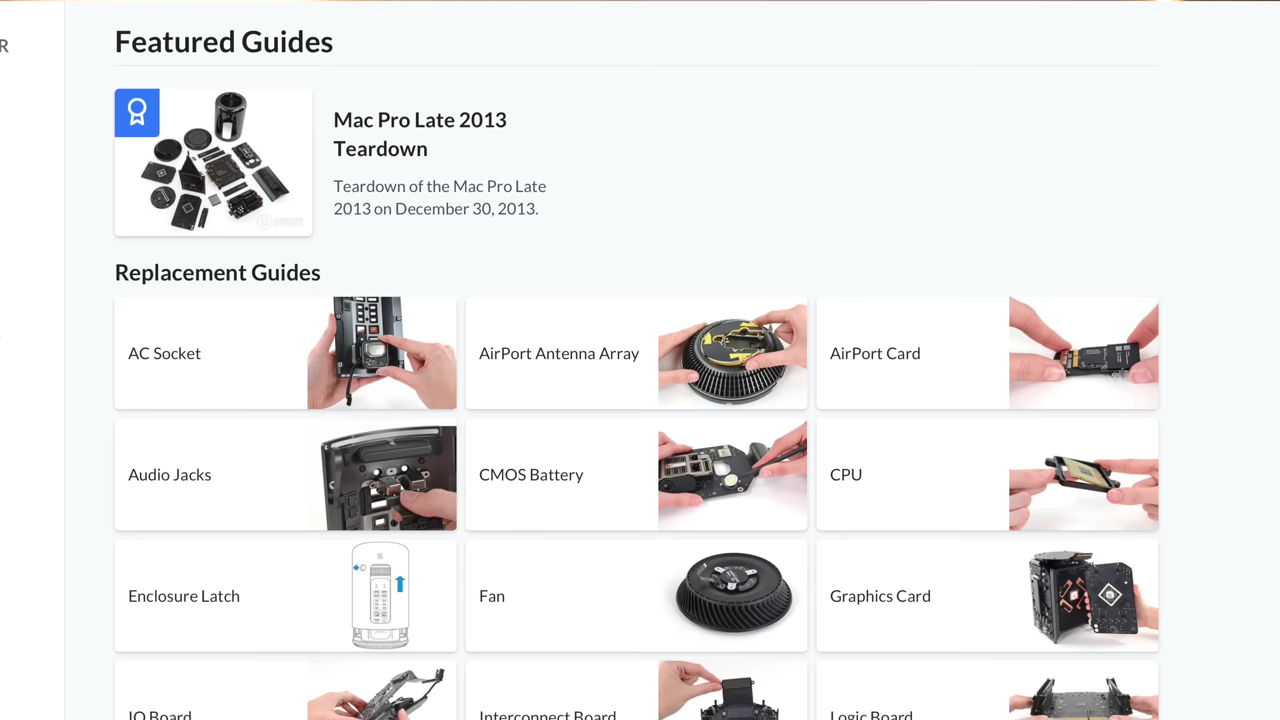 R
Featured Guides
Mac Pro Late 2013
Teardown
Teardown of the Mac Pro Late
2013 on December 30, 2013.
Replacement Guides
AC Socket
AirPort Antenna Array
AirPort Card
Audio Jacks
CMOS Battery
CPU
Enclosure Latch
Fan
Graphics Card
IO Board
Interconnect Board
Logic Board